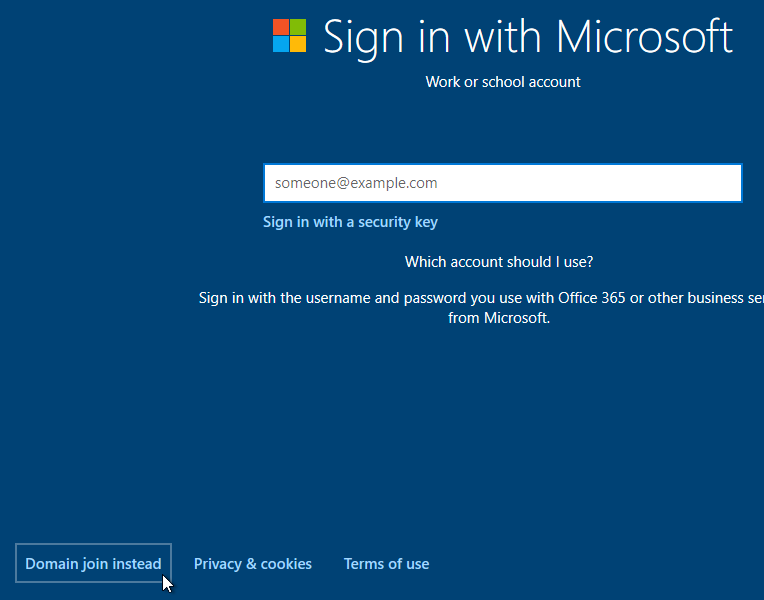 Sign in with Microsoft
Work or school account
someone@example.com
Sign in with a security key
Which account should I use?
Sign in with the username and password you use with Office 365 or other business
from Microsoft.
Domain join instead
Privacy & cookies
Terms of use